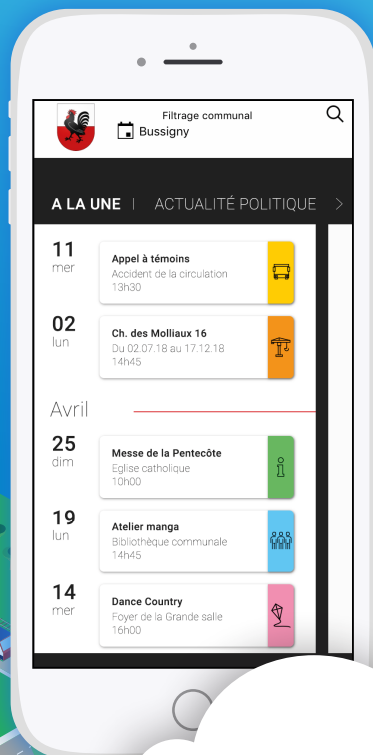 Filtrage communal
Bussigny
A LA UNE | ACTUALITÉ POLITIQUE >
11
mer
Appel à témoins
Accident de la circulation
13h30
02
lun
Ch. des Molliaux 16
Du 02.07.18 au 17.12.18
14h45
Avril
25
dim
Messe de la Pentecôte
Eglise catholique
10h00
19
lun
Atelier manga
Bibliothèque communale
14h45
14
mer
Dance Country
Foyer de la Grande salle
16h00